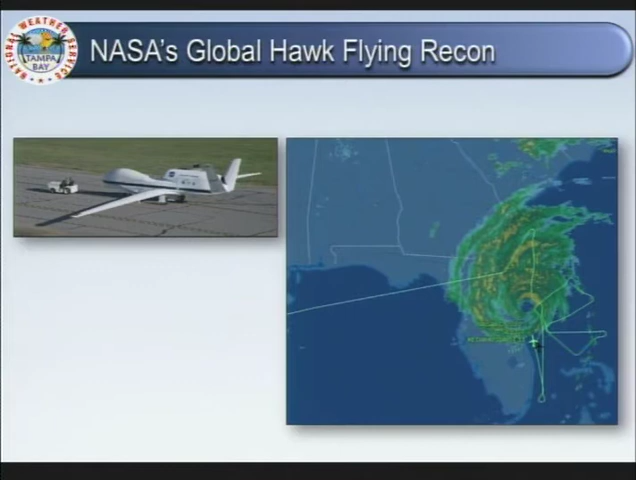 NASA's Global Hawk Flying Recon
NATIONAL WEATHER SERVICE
TAMPA
BAY